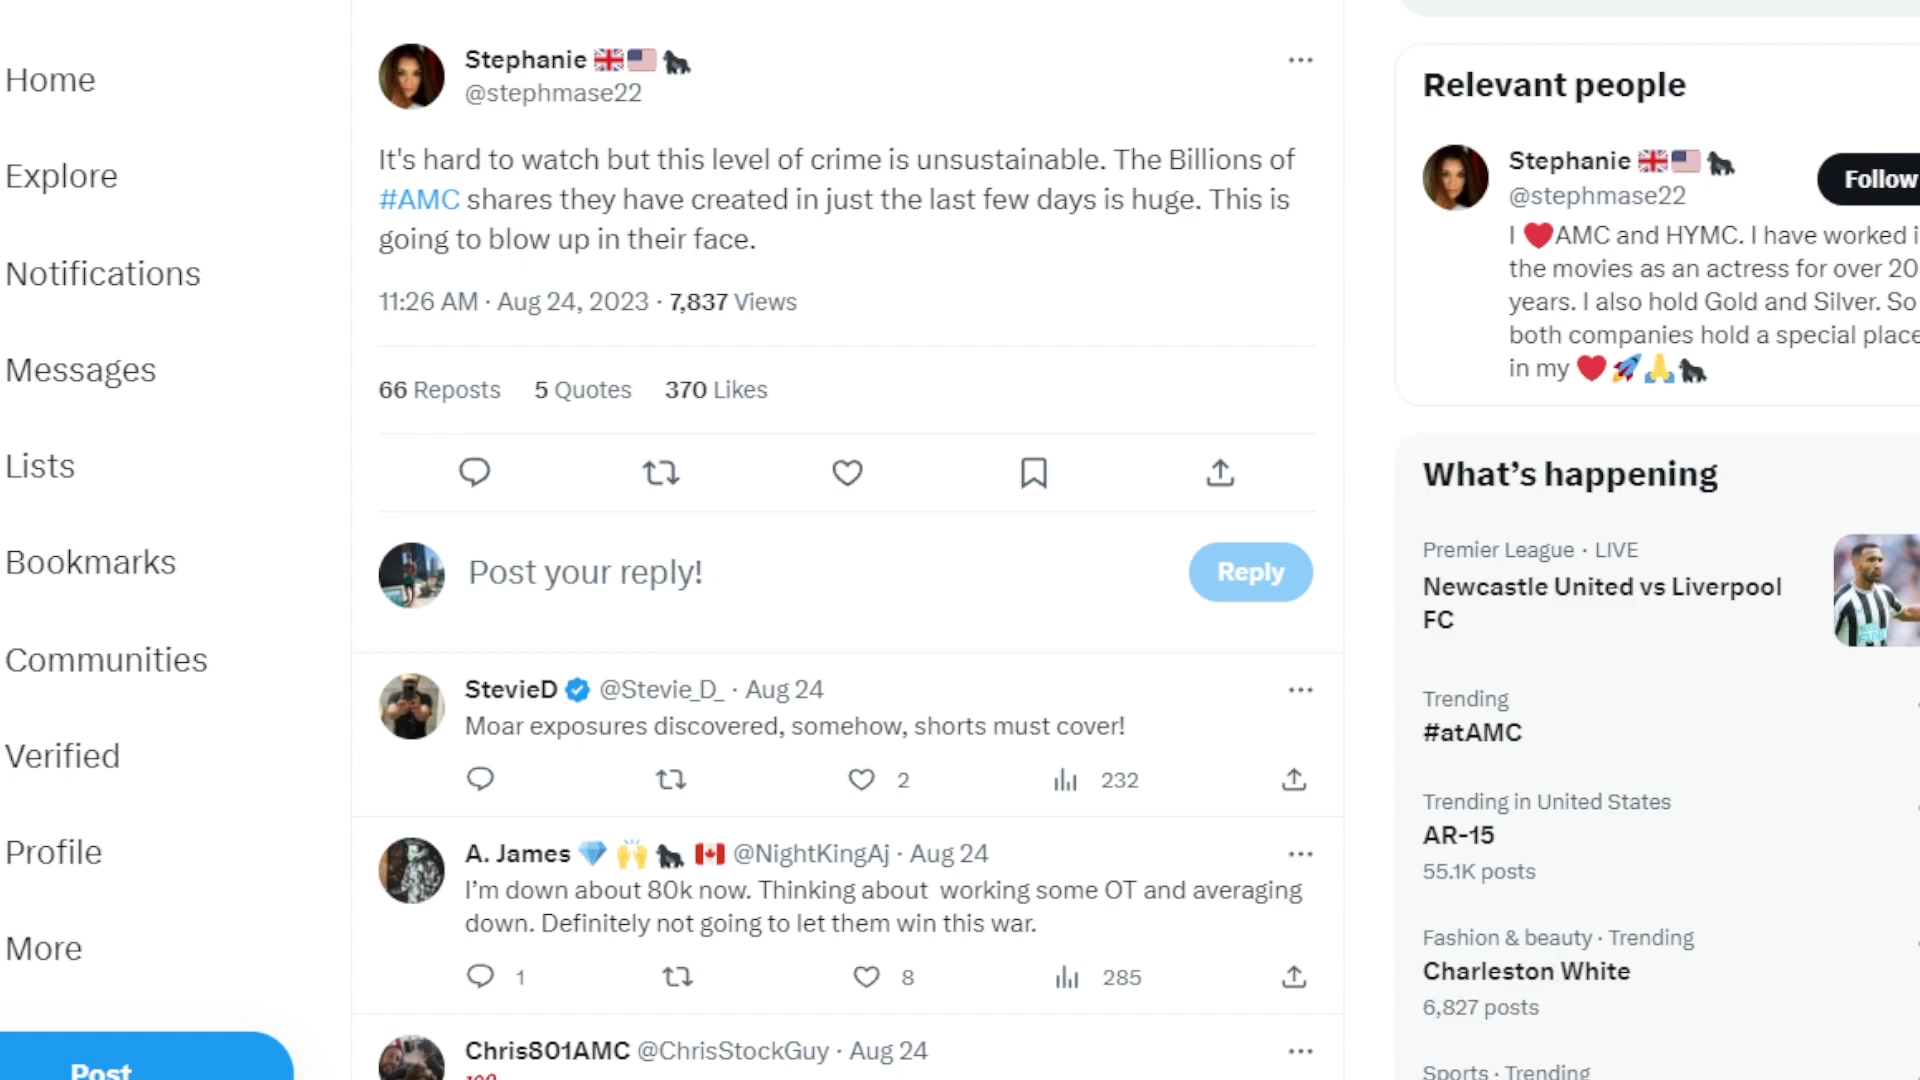 Home
Explore
Notifications
Messages
Lists
Bookmarks
Communities
Verified
Profile
More
Post
Stephanie 🇬🇧🇺🇸🦍
@stephmase22
It's hard to watch but this level of crime is unsustainable. The Billions of
#AMC shares they have created in just the last few days is huge. This is
going to blow up in their face.
11:26 AM · Aug 24, 2023 · 7,837 Views
66 Reposts 5 Quotes 370 Likes
Post your reply!
Reply
StevieD @Stevie_D_ · Aug 24
Moar exposures discovered, somehow, shorts must cover!
2 232
A. James 💎 🙌 🦍 🇨🇦 @NightKingAj · Aug 24
I'm down about 80k now. Thinking about working some OT and averaging
down. Definitely not going to let them win this war.
1 8 285
Chris801AMC @ChrisStockGuy · Aug 24
Relevant people
Stephanie 🇬🇧🇺🇸🦍
@stephmase22
Follow
I ❤️AMC and HYMC. I have worked i
the movies as an actress for over 20
years. I also hold Gold and Silver. So
both companies hold a special place
in my ❤️🚀🙏🦍
What's happening
Premier League · LIVE
Newcastle United vs Liverpool
FC
Trending
#atAMC
Trending in United States
AR-15
55.1K posts
Fashion & beauty · Trending
Charleston White
6,827 posts
Sports · Trending